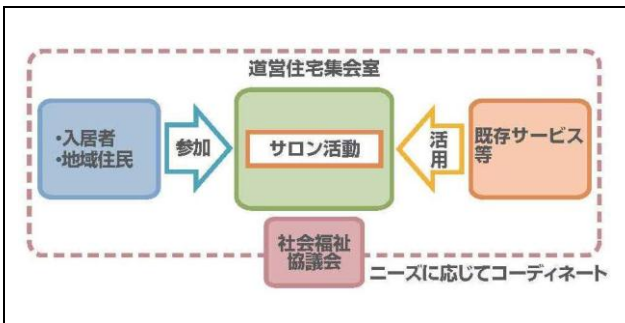 道営住宅集会室
・入居者
・地域住民
参加
サロン活動
活用
既存サービス
等
社会福祉
協議会
ニーズに応じてコーディネート